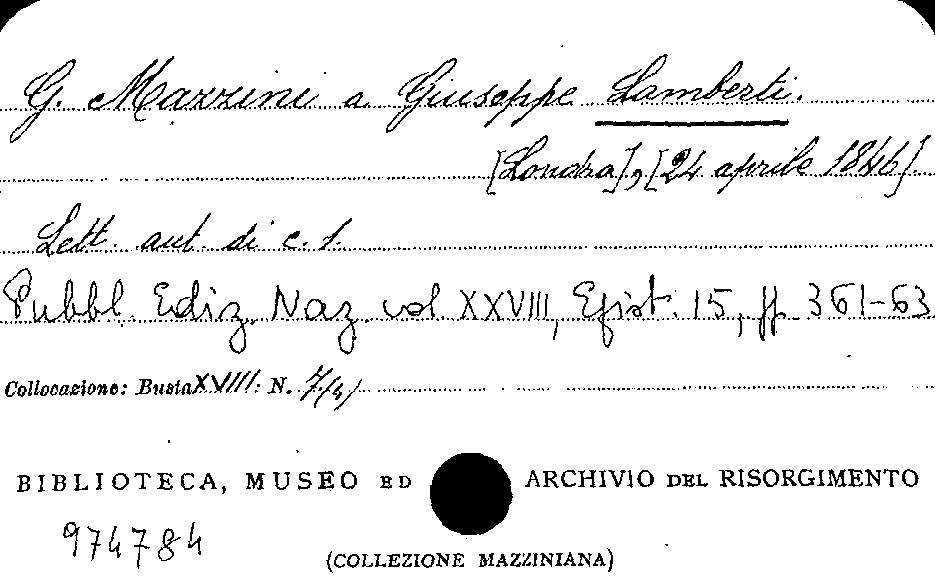 G. Mazzini a Giuseppe Lamberti.
[Londra], [24 aprile 1846]
Lett. aut. di c. 1.
Pubbl. Ediz. Naz. vol XXVIII, Epist. 15, pp. 361-63
Collocazione: Busta XVIII: N. 7/4/
BIBLIOTECA, MUSEO ED ARCHIVIO DEL RISORGIMENTO
974784
(COLLEZIONE MAZZINIANA)